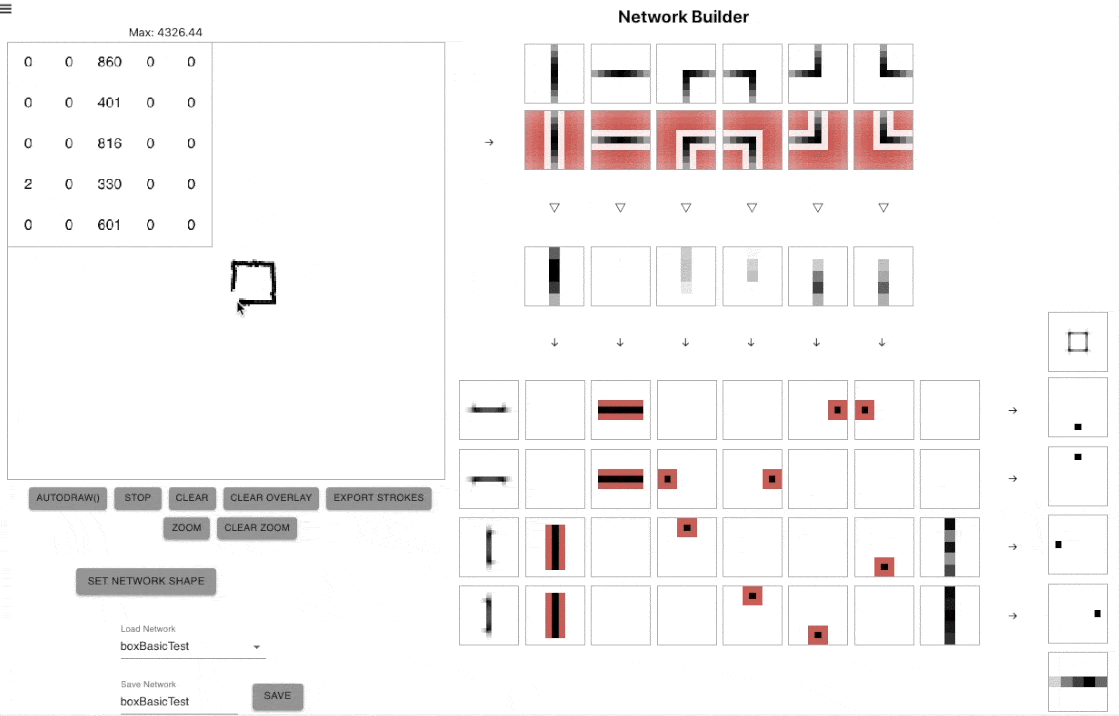 Network Builder
Max: 4326.44
0 0 860 0 0
0 0 401 0 0
0 0 816 0 0
2 0 330 0 0
0 0 601 0 0
AUTODRAW() STOP CLEAR CLEAR OVERLAY EXPORT STROKES
ZOOM CLEAR ZOOM
SET NETWORK SHAPE
Load Network
boxBasicTest
Save Network
boxBasicTest SAVE